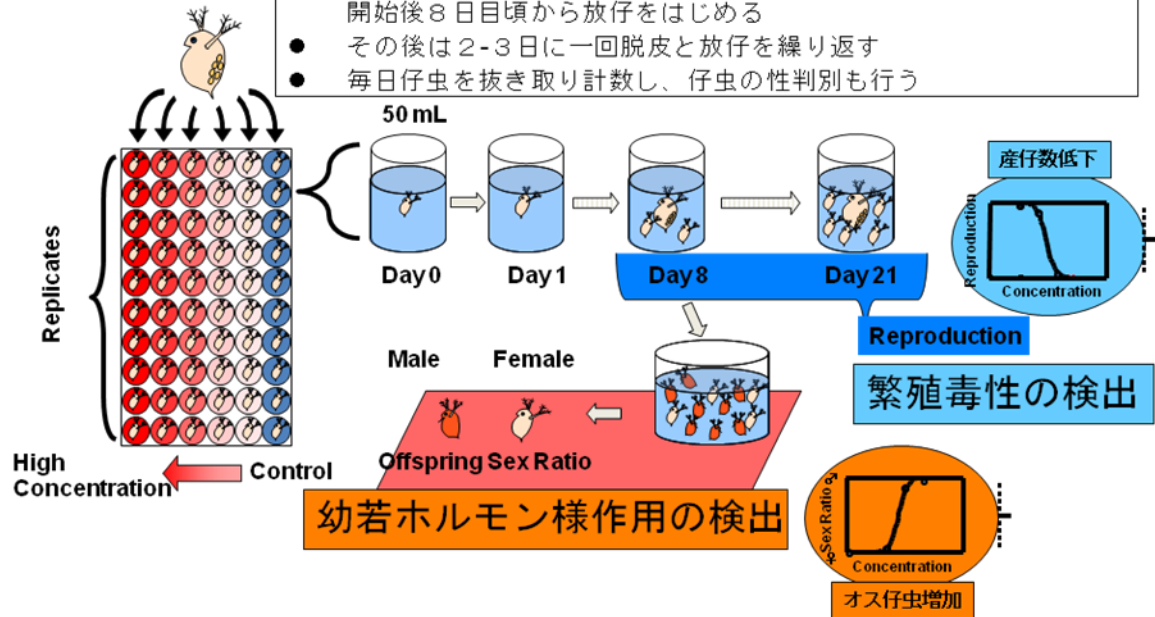 開始後８日目頃から放仔をはじめる
● その後は２-３日に一回脱皮と放仔を繰り返す
● 毎日仔虫を抜き取り計数し、仔虫の性判別も行う
50 mL
Replicates
Day 0
Day 1
Day 8
Day 21
産仔数低下
Reproduction
Concentration
Reproduction
繁殖毒性の検出
Male
Female
Offspring Sex Ratio
High
Concentration
Control
幼若ホルモン様作用の検出
♀ Sex Ratio ♂
Concentration
オス仔虫増加